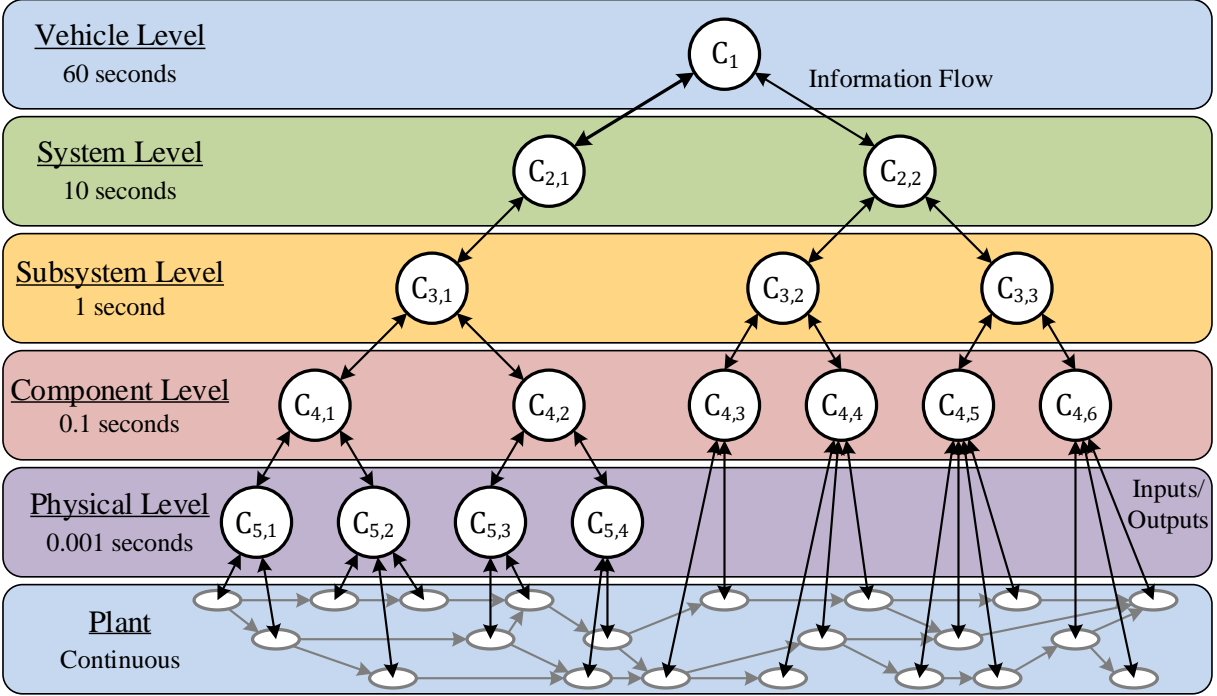 Vehicle Level
60 seconds
C1
Information Flow
System Level
10 seconds
C2,1
C2,2
Subsystem Level
1 second
C3,1
C3,2
C3,3
Component Level
0.1 seconds
C4,1
C4,2
C4,3
C4,4
C4,5
C4,6
Physical Level
0.001 seconds
C5,1
C5,2
C5,3
C5,4
Inputs/
Outputs
Plant
Continuous